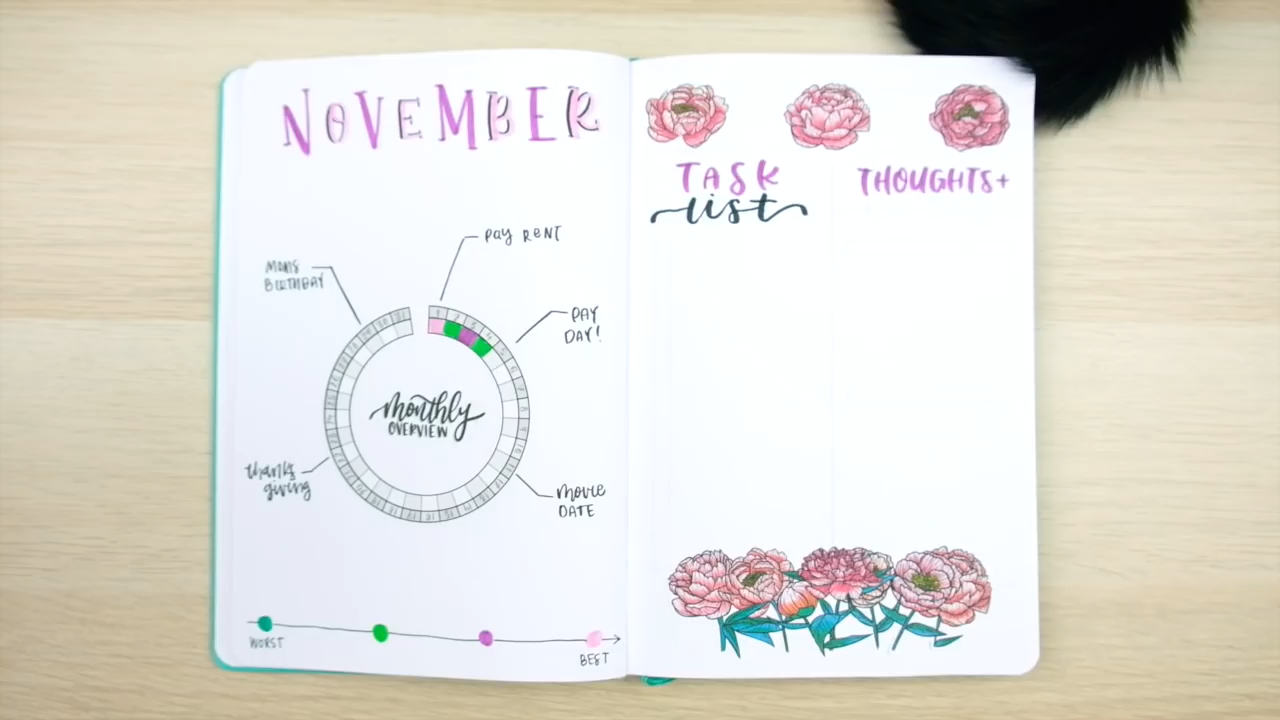 NOVEMBER
PAY RENT
MOMS
BIRTHDAY
PAY
DAY!
monthly
OVERVIEW
thanks
giving
MOVIE
DATE
WORST
BEST
TASK
list
THOUGHTS+